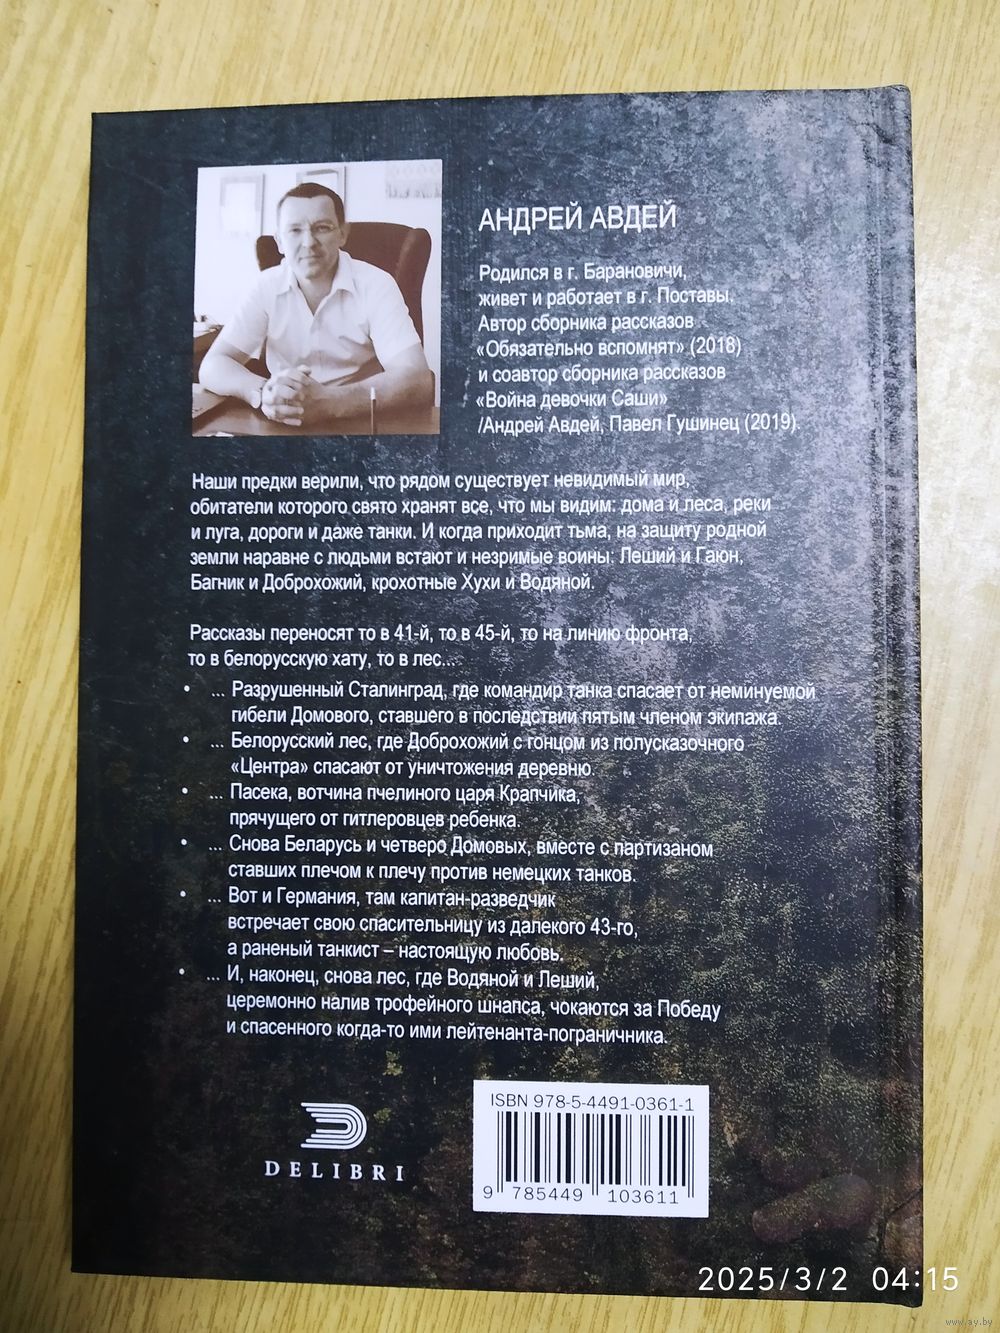 АНДРЕЙ АВДЕЙ
Родился в г. Барановичи,
живет и работает в г. Поставы.
Автор сборника рассказов
«Обязательно вспомнят» (2018)
и соавтор сборника рассказов
«Война девочки Саши»
/Андрей Авдей, Павел Гушинец (2019).
Наши предки верили, что рядом существует невидимый мир,
обитатели которого свято хранят все, что мы видим: дома и леса, реки
и луга, дороги и даже танки. И когда приходит тьма, на защиту родной
земли наравне с людьми встают и незримые воины: Леший и Гаюн,
Багник и Доброхожий, крохотные Хухи и Водяной.
Рассказы переносят то в 41-й, то в 45-й, то на линию фронта,
то в белорусскую хату, то в лес...
• ... Разрушенный Сталинград, где командир танка спасает от неминуемой
гибели Домового, ставшего в последствии пятым членом экипажа.
• ... Белорусский лес, где Доброхожий с гонцом из полусказочного
«Центра» спасают от уничтожения деревню.
• ... Пасека, вотчина пчелиного царя Крапчика,
прячущего от гитлеровцев ребенка.
• ... Снова Беларусь и четверо Домовых, вместе с партизаном
ставших плечом к плечу против немецких танков.
• ... Вот и Германия, там капитан-разведчик
встречает свою спасительницу из далекого 43-го,
а раненый танкист – настоящую любовь.
• ... И, наконец, снова лес, где Водяной и Леший,
церемонно налив трофейного шнапса, чокаются за Победу
и спасенного когда-то ими лейтенанта-пограничника.
ISBN 978-5-4491-0361-1
9 785449 103611
DELIBRI
2025/3/2 04:15
www.ay.by